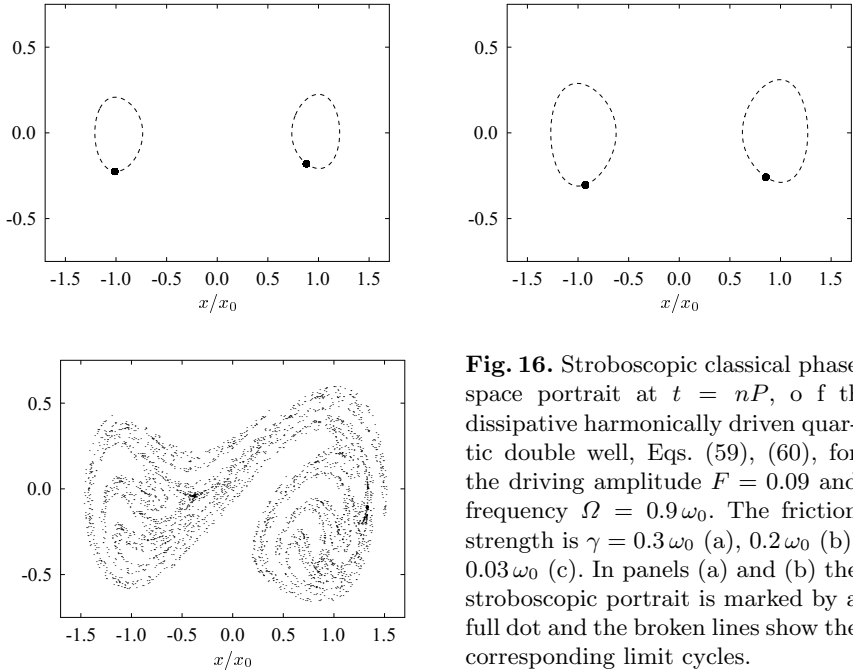 0.5
0.0
-0.5
-1.5 -1.0 -0.5 0.0 0.5 1.0 1.5
x/x₀
0.5
0.0
-0.5
-1.5 -1.0 -0.5 0.0 0.5 1.0 1.5
x/x₀
0.5
0.0
-0.5
-1.5 -1.0 -0.5 0.0 0.5 1.0 1.5
x/x₀
Fig. 16. Stroboscopic classical phase
space portrait at t = nP, o f th
dissipative harmonically driven quar-
tic double well, Eqs. (59), (60), for
the driving amplitude F = 0.09 and
frequency Ω = 0.9 ω₀. The friction
strength is γ = 0.3 ω₀ (a), 0.2 ω₀ (b)
0.03 ω₀ (c). In panels (a) and (b) the
stroboscopic portrait is marked by a
full dot and the broken lines show the
corresponding limit cycles.